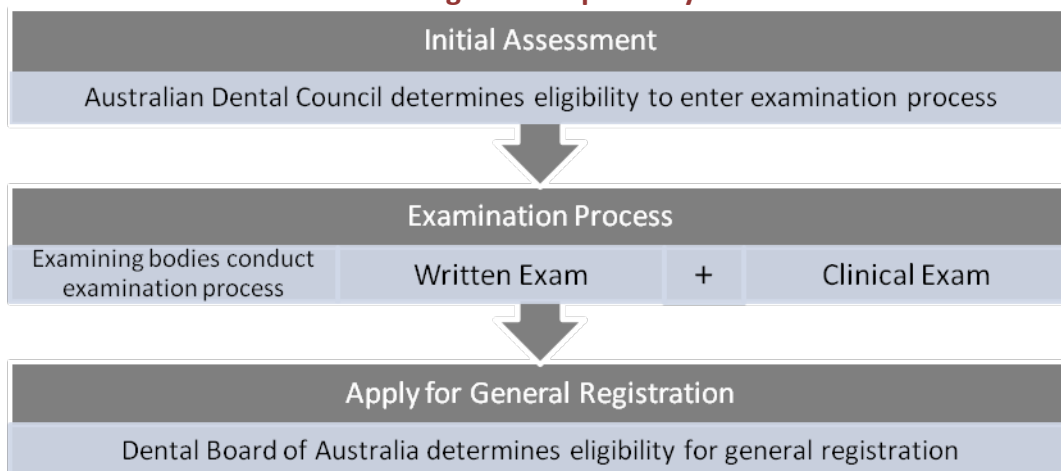 Initial Assessment
Australian Dental Council determines eligibility to enter examination process
Examination Process
Examining bodies conduct
examination process
Written Exam
+
Clinical Exam
Apply for General Registration
Dental Board of Australia determines eligibility for general registration